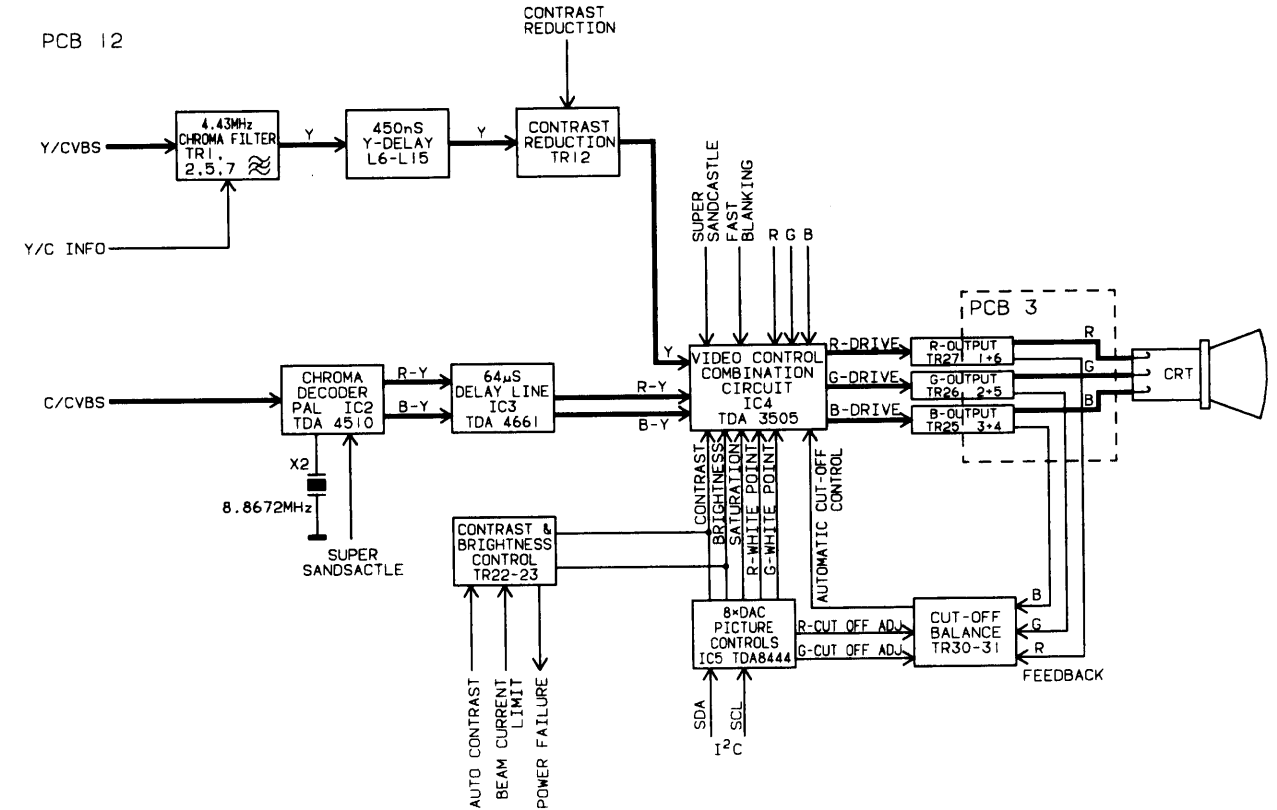 CONTRAST
REDUCTION
PCB 12
4.43MHz
CHROMA FILTER
TR1,
2,5,7
Y/CVBS
Y
450nS
Y-DELAY
L6-L15
Y
CONTRAST
REDUCTION
TR12
Y/C INFO
SUPER
SANDCASTLE
FAST
BLANKING
R G B
PCB 3
Y
VIDEO CONTROL
COMBINATION
CIRCUIT
IC4
TDA 3505
R-DRIVE
G-DRIVE
B-DRIVE
R-OUTPUT
TR27 1+6
G-OUTPUT
TR26 2+5
B-OUTPUT
TR25 3+4
R
G
B
CRT
C/CVBS
CHROMA
DECODER
PAL IC2
TDA 4510
R-Y
B-Y
64µS
DELAY LINE
IC3
TDA 4661
R-Y
B-Y
X2
8.8672MHz
SUPER
SANDSACTLE
CONTRAST
BRIGHTNESS
SATURATION
R-WHITE POINT
G-WHITE POINT
AUTOMATIC CUT-OFF
CONTROL
CONTRAST &
BRIGHTNESS
CONTROL
TR22-23
8×DAC
PICTURE
CONTROLS
IC5 TDA8444
R-CUT OFF ADJ
G-CUT OFF ADJ
CUT-OFF
BALANCE
TR30-31
B
G
R
FEEDBACK
AUTO CONTRAST
BEAM CURRENT
LIMIT
POWER FAILURE
SDA
SCL
I²C